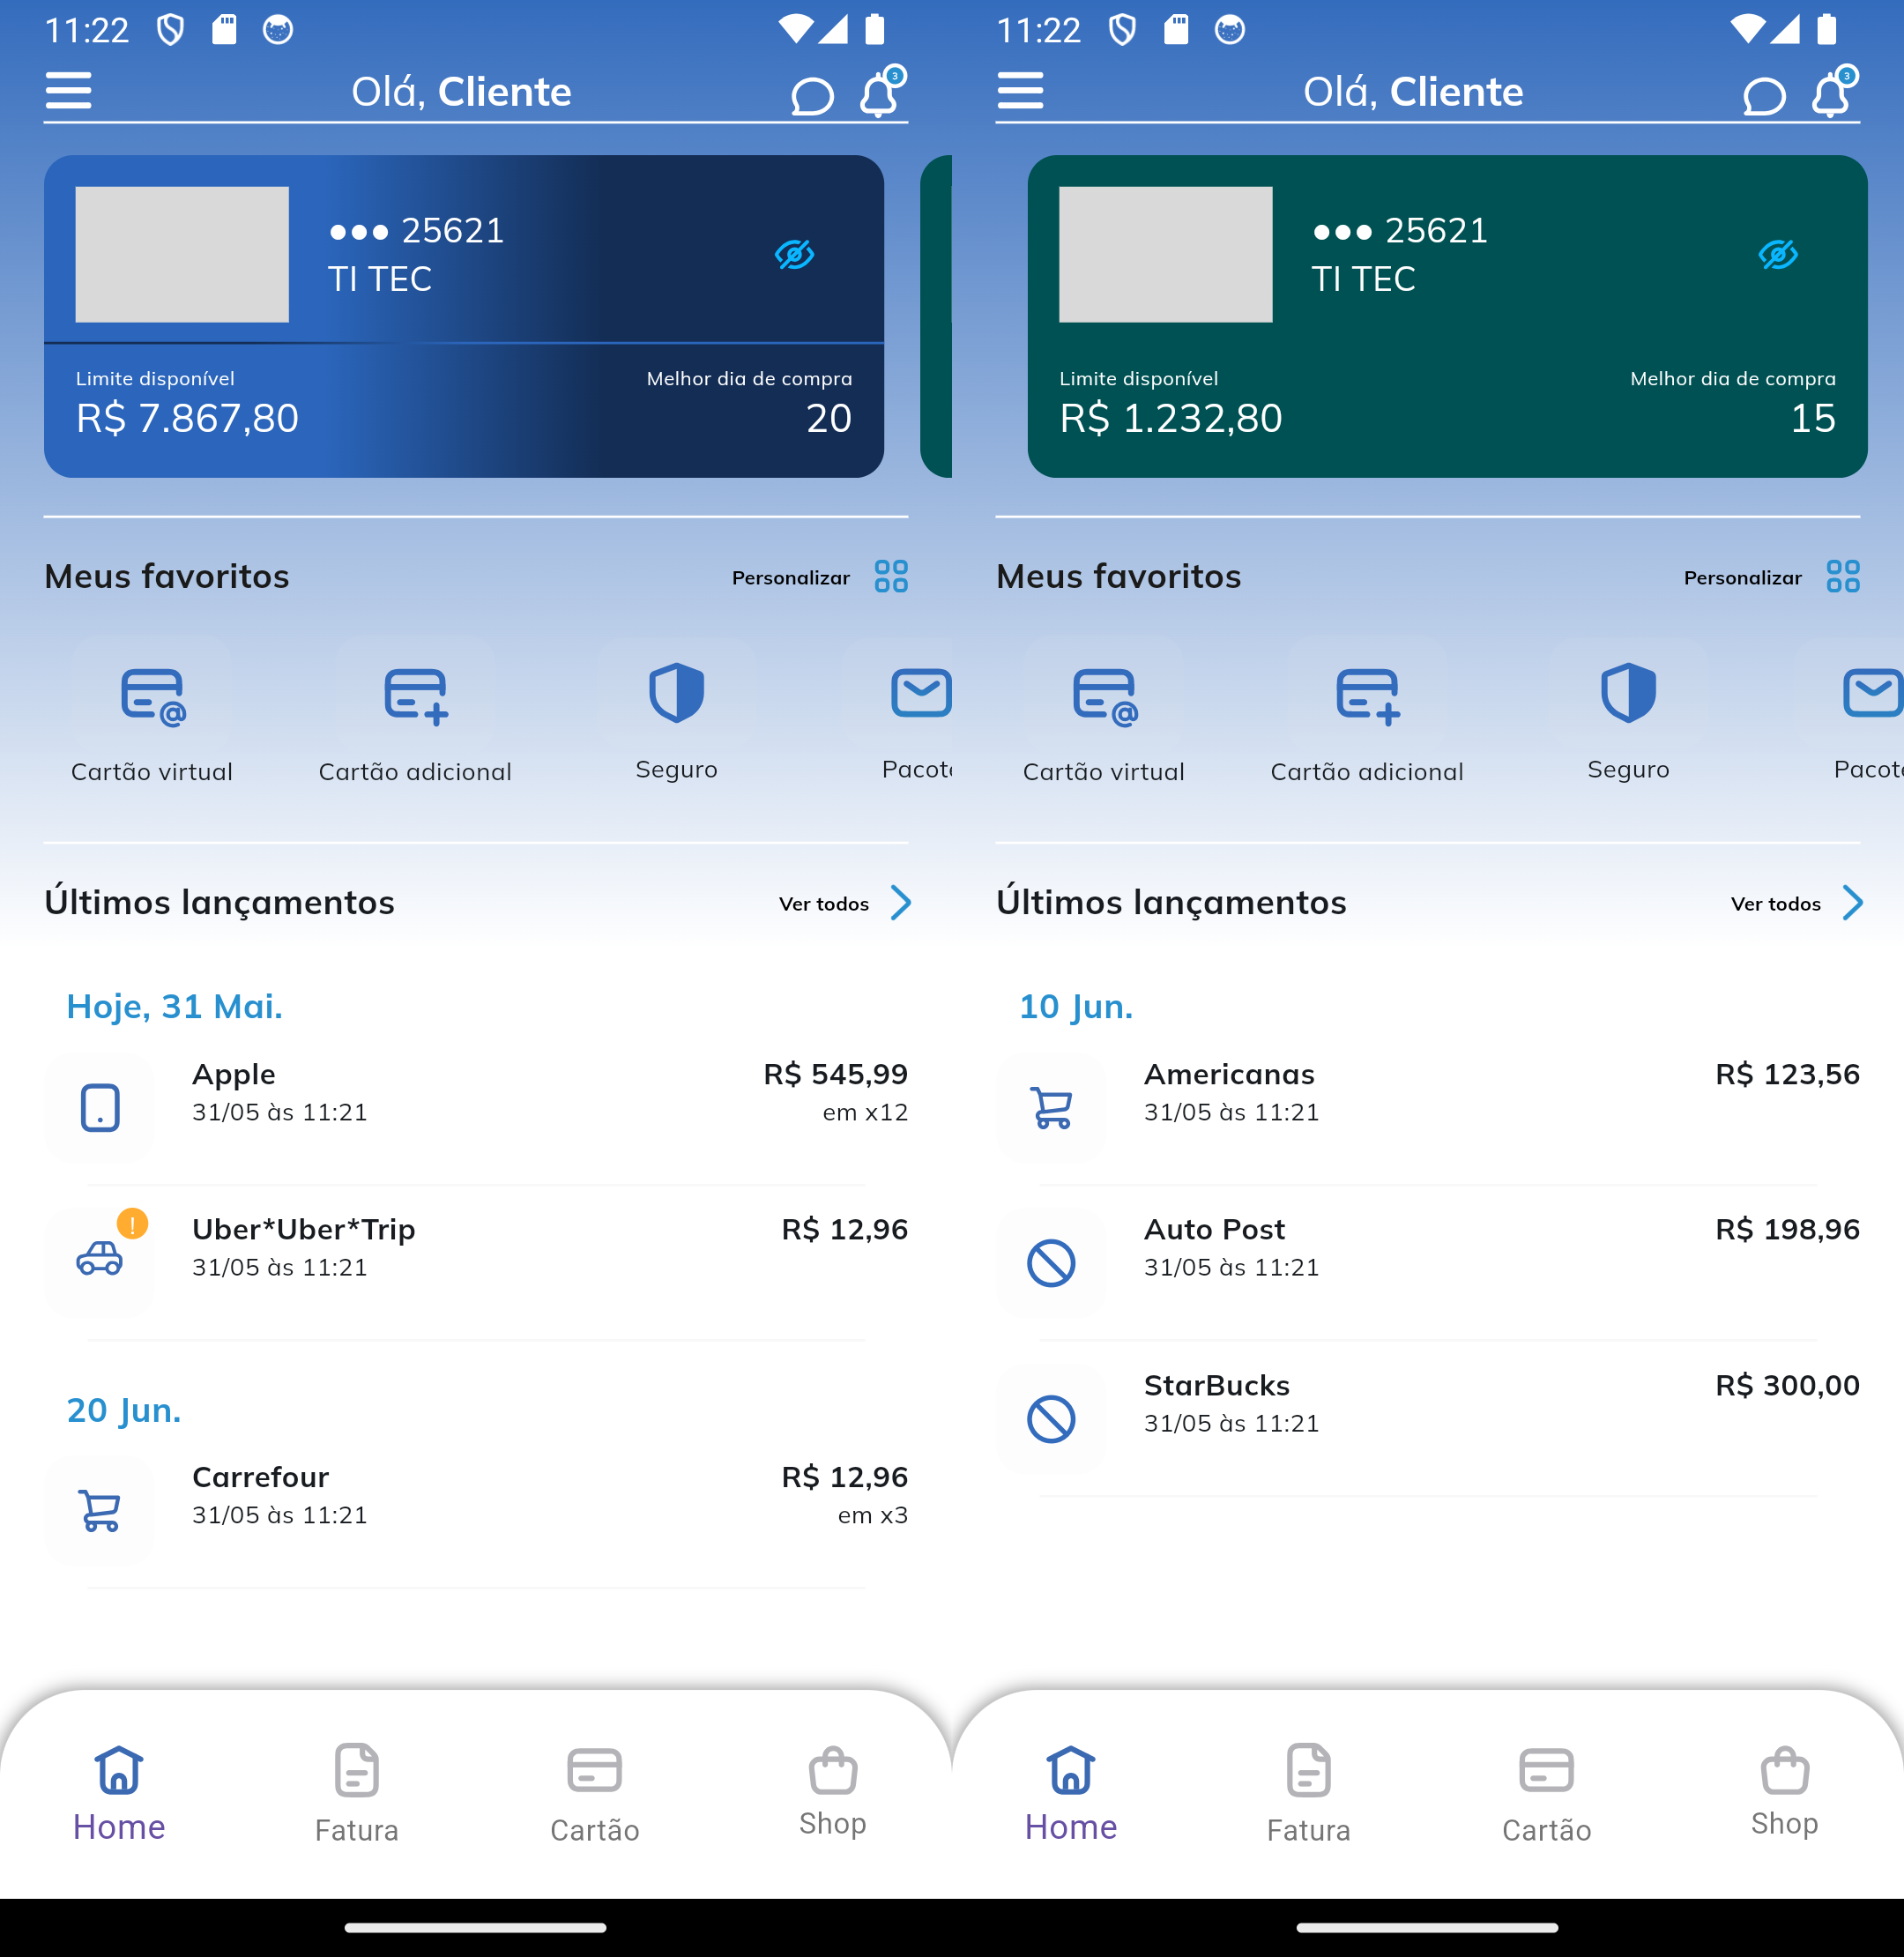 11:22
Olá, Cliente
3
●●● 25621
TI TEC
Limite disponível
Melhor dia de compra
R$ 7.867,80
20
Meus favoritos
Personalizar
Cartão virtual
Cartão adicional
Seguro
Pacote
Últimos lançamentos
Ver todos
Hoje, 31 Mai.
Apple
R$ 545,99
31/05 às 11:21
em x12
!
Uber*Uber*Trip
R$ 12,96
31/05 às 11:21
20 Jun.
Carrefour
R$ 12,96
31/05 às 11:21
em x3
Home
Fatura
Cartão
Shop
11:22
Olá, Cliente
3
●●● 25621
TI TEC
Limite disponível
Melhor dia de compra
R$ 1.232,80
15
Meus favoritos
Personalizar
Cartão virtual
Cartão adicional
Seguro
Pacote
Últimos lançamentos
Ver todos
10 Jun.
Americanas
R$ 123,56
31/05 às 11:21
Auto Post
R$ 198,96
31/05 às 11:21
StarBucks
R$ 300,00
31/05 às 11:21
Home
Fatura
Cartão
Shop